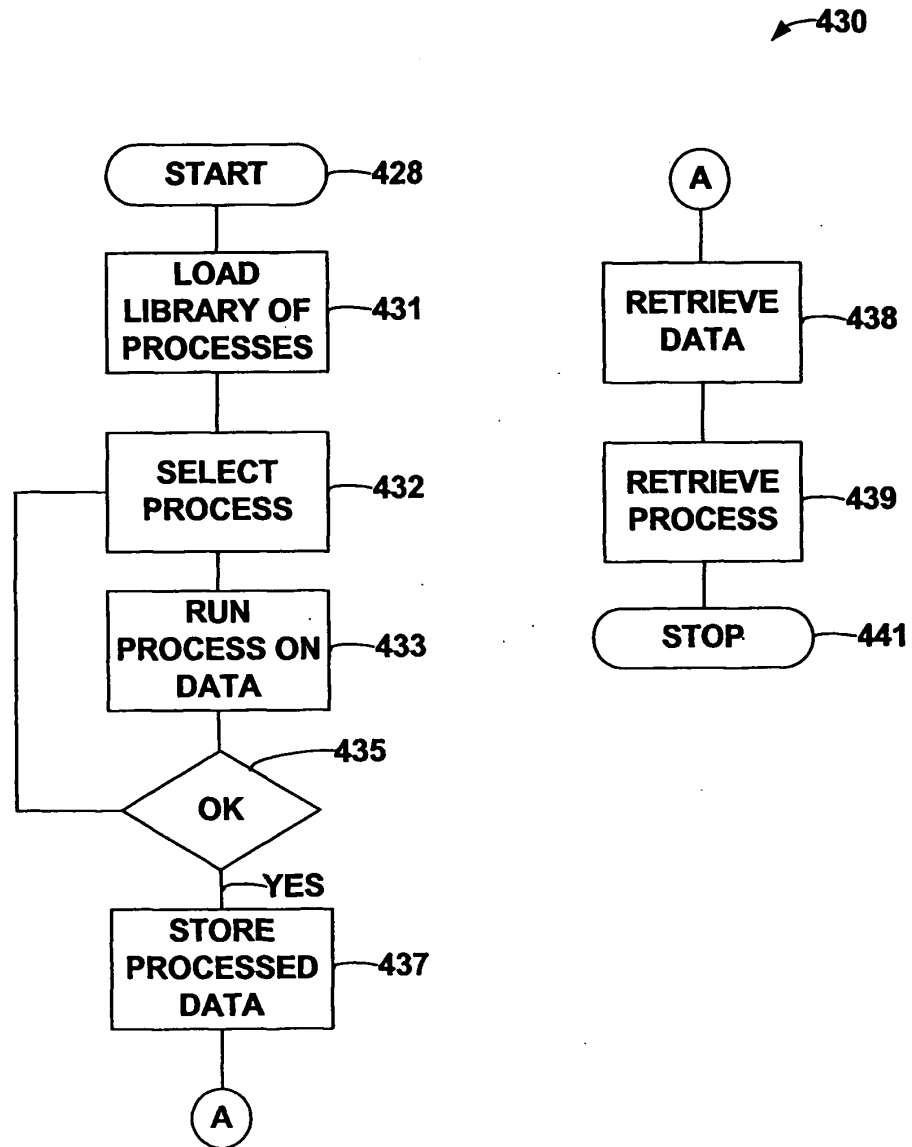 430
START
428
LOAD
LIBRARY OF
PROCESSES
431
SELECT
PROCESS
432
RUN
PROCESS ON
DATA
433
435
OK
YES
STORE
PROCESSED
DATA
437
A
A
RETRIEVE
DATA
438
RETRIEVE
PROCESS
439
STOP
441